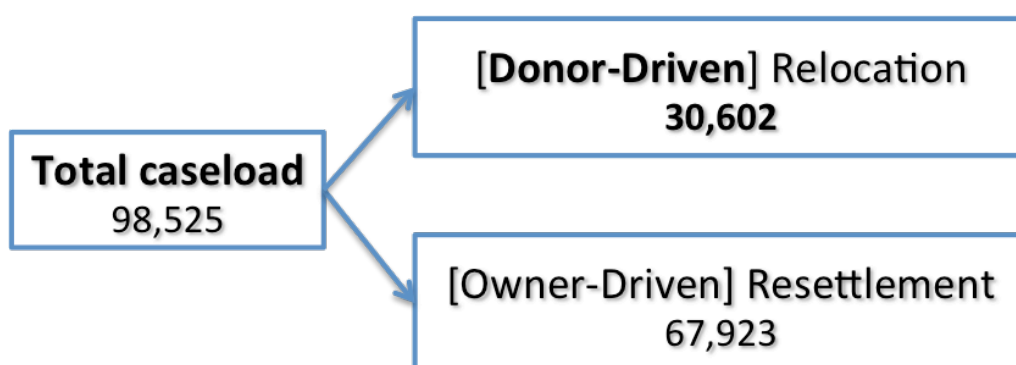 Total caseload
98,525
[Donor-Driven] Relocation
30,602
[Owner-Driven] Resettlement
67,923